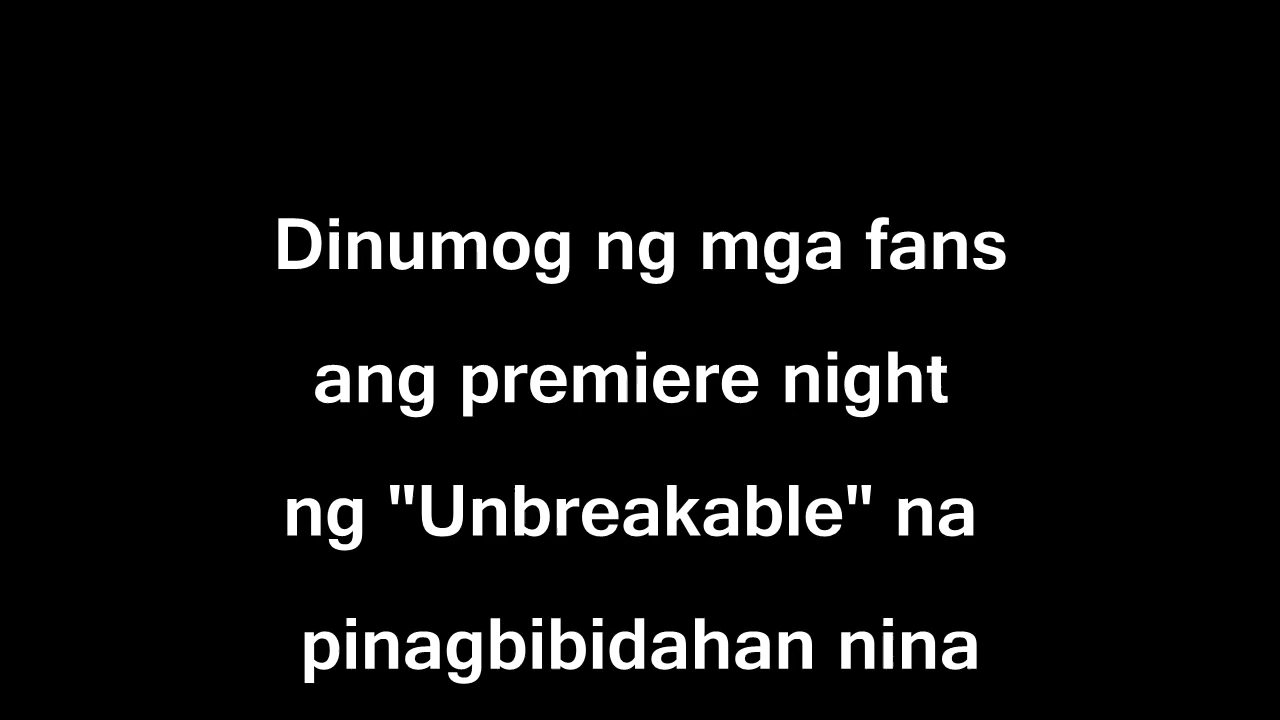 Dinumog ng mga fans
ang premiere night
ng "Unbreakable" na
pinagbibidahan nina